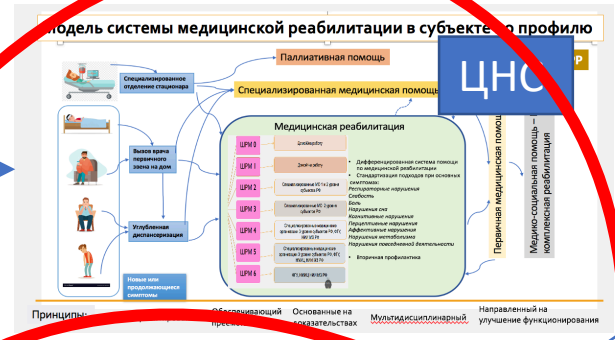 модель системы медицинской реабилитации в субъекте по профилю
ЦНС
Паллиативная помощь
Специализированное
отделение стационара
Специализированная медицинская помощь
Медицинская реабилитация
Вызов врача
первичного
звена на дом
Углубленная
диспансеризация
Новые или
продолжающиеся
симптомы
ШРМ 0
ШРМ I
ШРМ 2
ШРМ 3
ШРМ 4
ШРМ 5
ШРМ 6
• Дифференцированная система помощи
по медицинской реабилитации
• Стандартизация подходов при основных
симптомах:
Респираторные нарушения
Слабость
Боль
Нарушения сна
Когнитивные нарушения
Перцептивные нарушения
Аффективные нарушения
Нарушения метаболизма
Нарушения повседневной деятельности
• Вторичная профилактика
Первичная медицинская помощь
Медико-социальная помощь –
комплексная реабилитация
Принципы:
Обеспечивающий
Основанные на
доказательствах
Мультидисциплинарный
Направленный на
улучшение функционирования